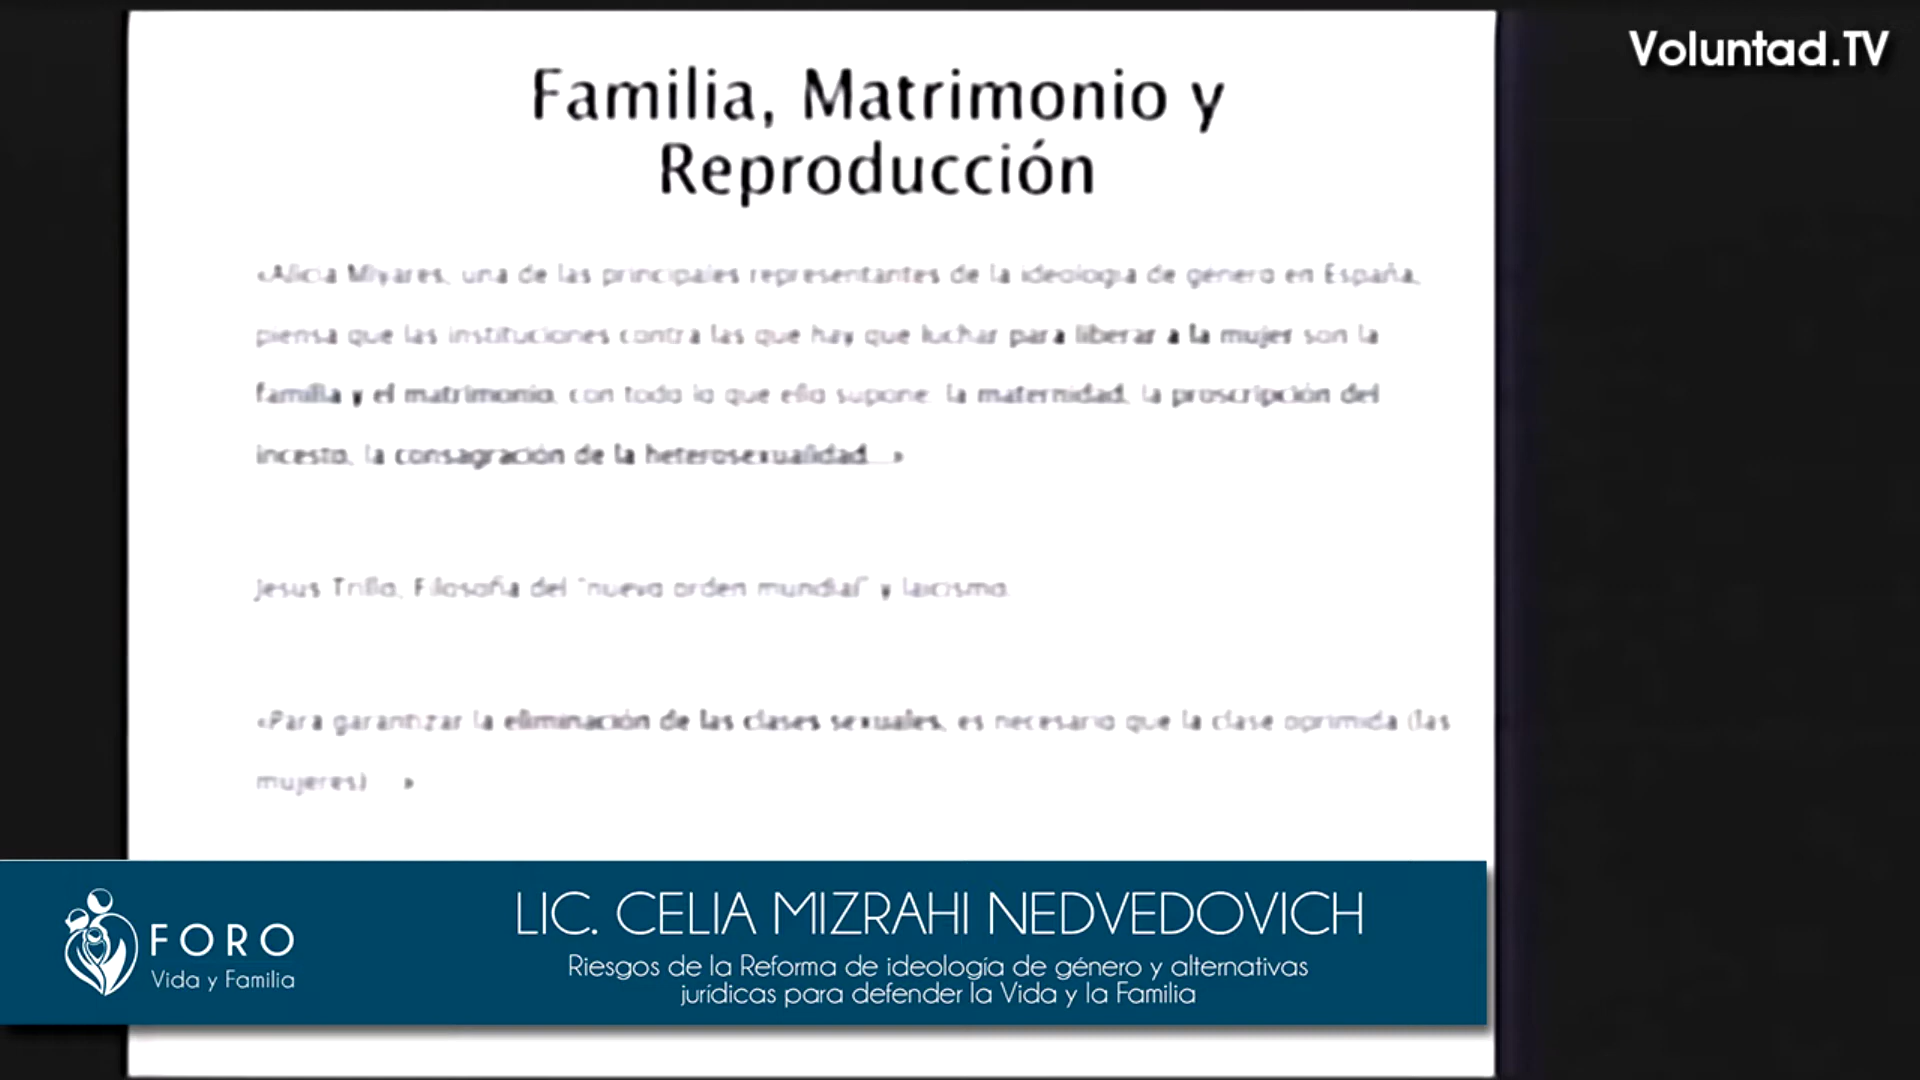 Voluntad.TV
Familia, Matrimonio y
Reproducción
«Alicia Miyares, una de las principales representantes de la ideología de género en España,
piensa que las instituciones contra las que hay que luchar para liberar a la mujer son la
familia y el matrimonio, con todo lo que ello supone: la maternidad, la proscripción del
incesto, la consagración de la heterosexualidad...»
Jesus Trillo, Filosofía del "nuevo orden mundial" y laicismo.
«Para garantizar la eliminación de las clases sexuales, es necesario que la clase oprimida (las
mujeres) »
FORO
Vida y Familia
LIC. CELIA MIZRAHI NEDVEDOVICH
Riesgos de la Reforma de ideología de género y alternativas
jurídicas para defender la Vida y la Familia